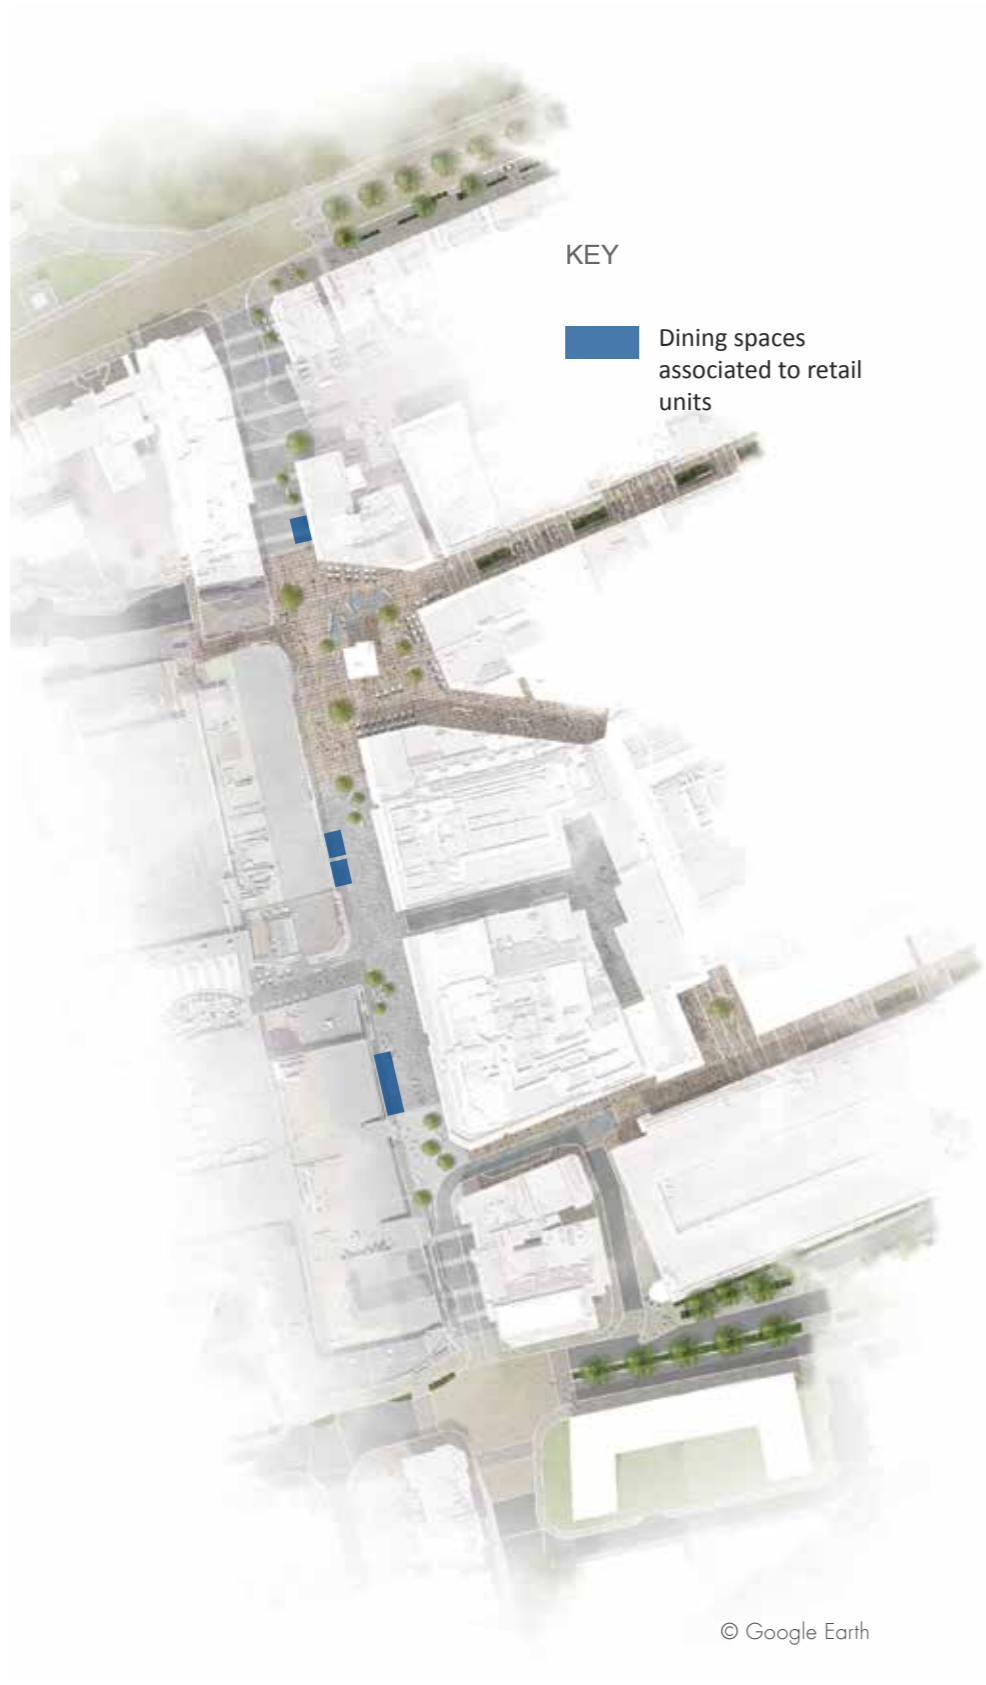 KEY
Dining spaces
associated to retail
units
© Google Earth